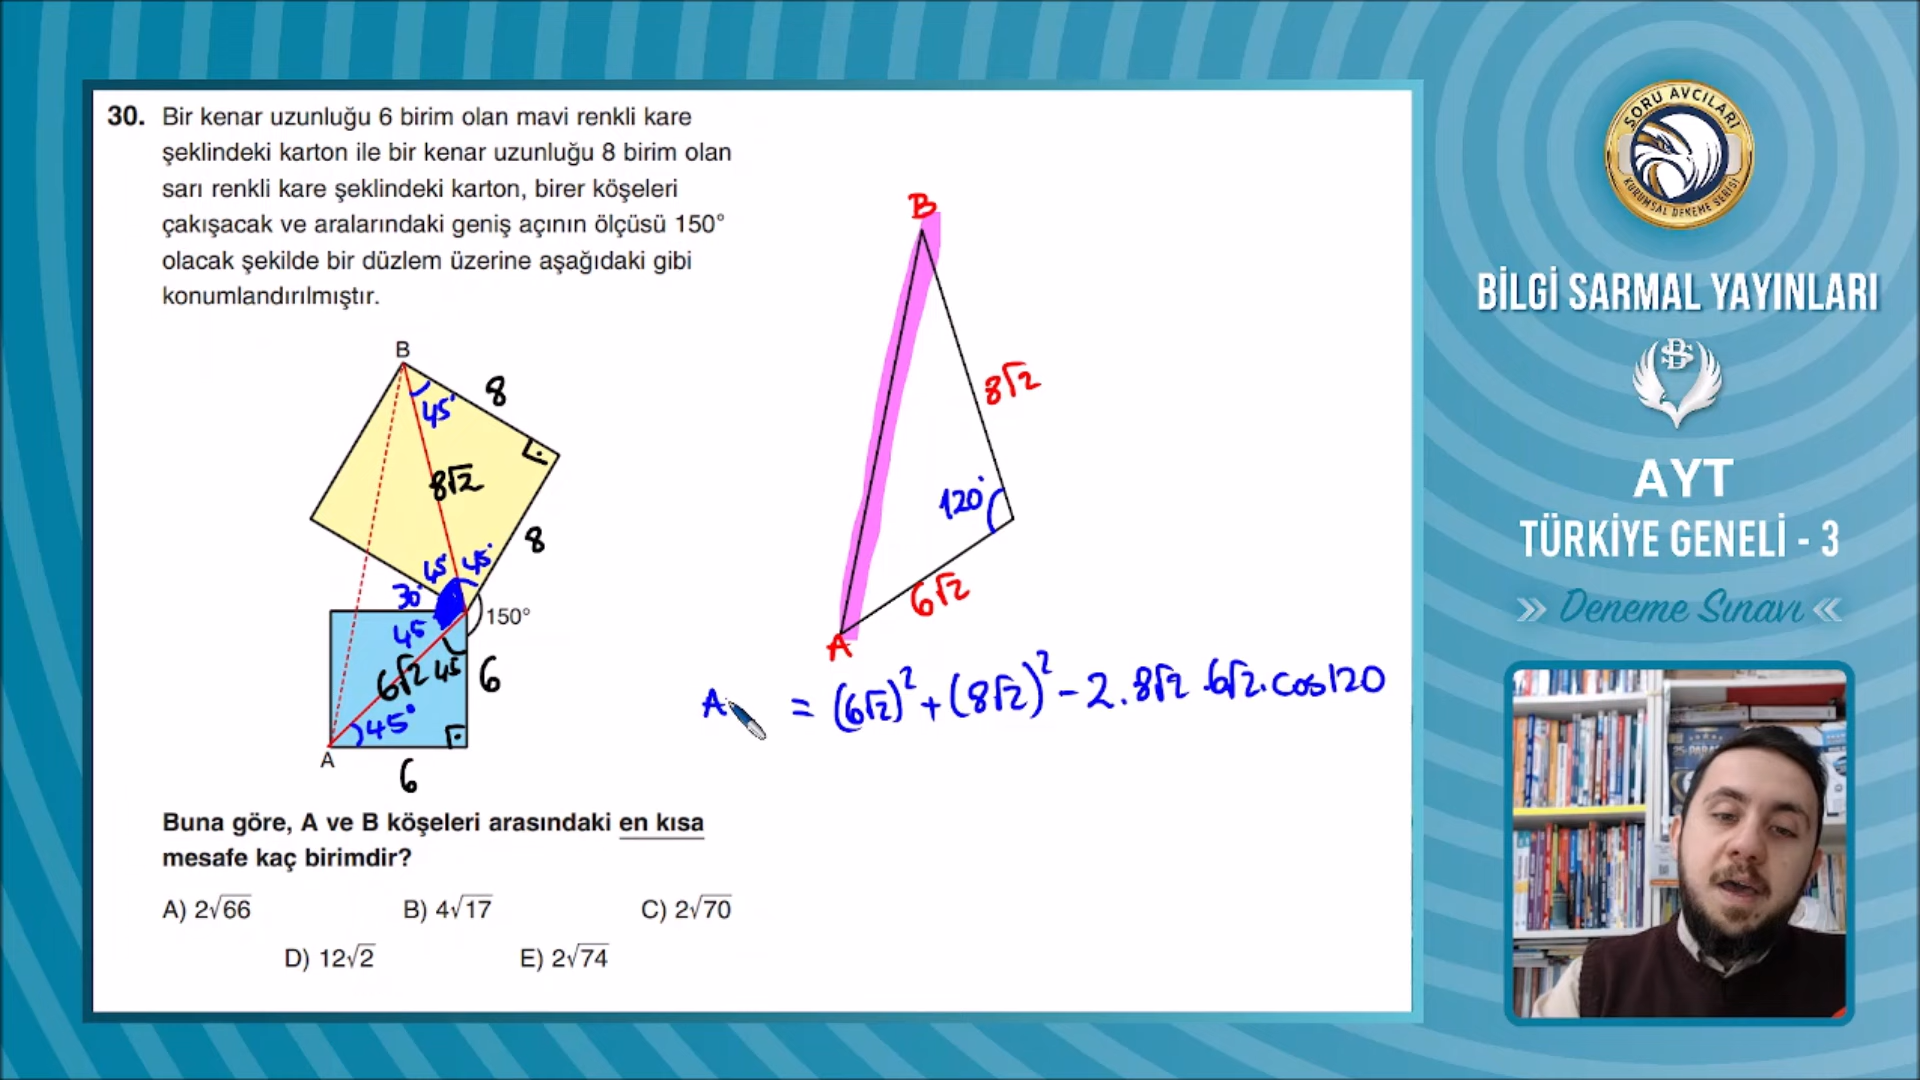 30. Bir kenar uzunluğu 6 birim olan mavi renkli kare
şeklindeki karton ile bir kenar uzunluğu 8 birim olan
sarı renkli kare şeklindeki karton, birer köşeleri
çakışacak ve aralarındaki geniş açının ölçüsü 150°
olacak şekilde bir düzlem üzerine aşağıdaki gibi
konumlandırılmıştır.
B
8
45°
8√2
8
45° 45°
30°
150°
45
6√2 45 6
45°
A
6
B
8√2
120°
6√2
A
A = (6√2)² + (8√2)² - 2.8√2.6√2.cos120
Buna göre, A ve B köşeleri arasındaki en kısa
mesafe kaç birimdir?
A) 2√66 B) 4√17 C) 2√70
D) 12√2 E) 2√74
SORU AVCILARI
KURUMSAL DENEME SERİSİ
BİLGİ SARMAL YAYINLARI
BS
AYT
TÜRKİYE GENELİ - 3
Deneme Sınavı